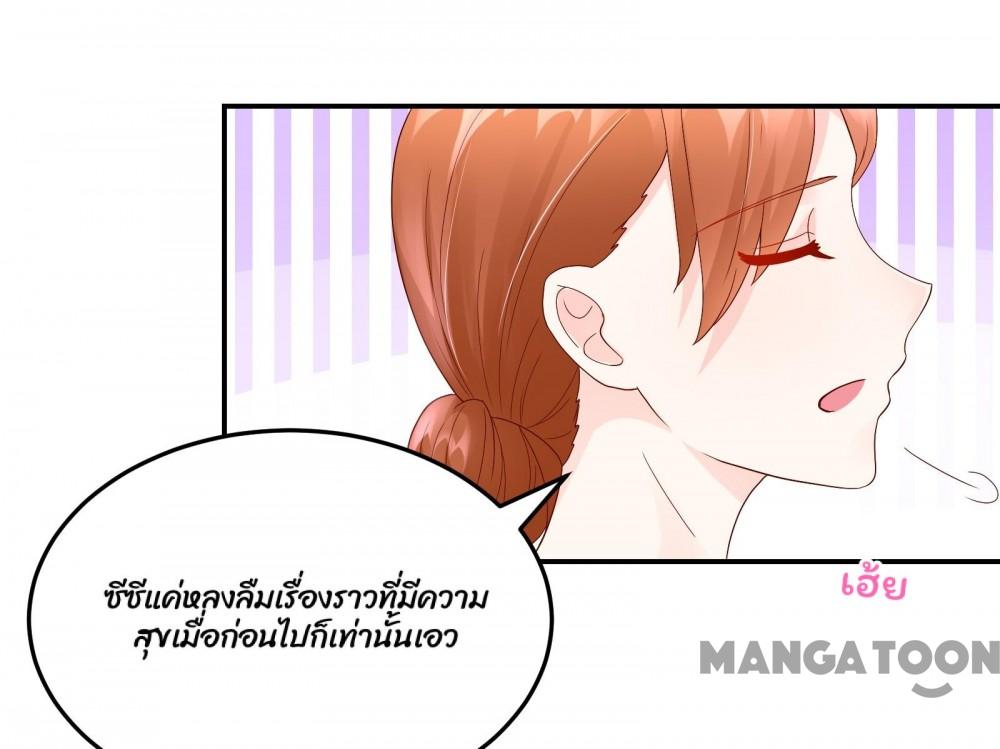 ซีซีแค่หลงลืมเรื่องราวที่มีความ
สุขเมื่อก่อนไปก็เท่านั้นเอว
เฮ้ย
MANGATOON